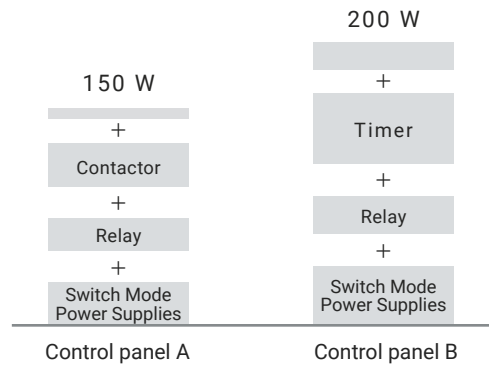 150 W
+
Contactor
+
Relay
+
Switch Mode
Power Supplies
Control panel A
200 W
+
Timer
+
Relay
+
Switch Mode
Power Supplies
Control panel B